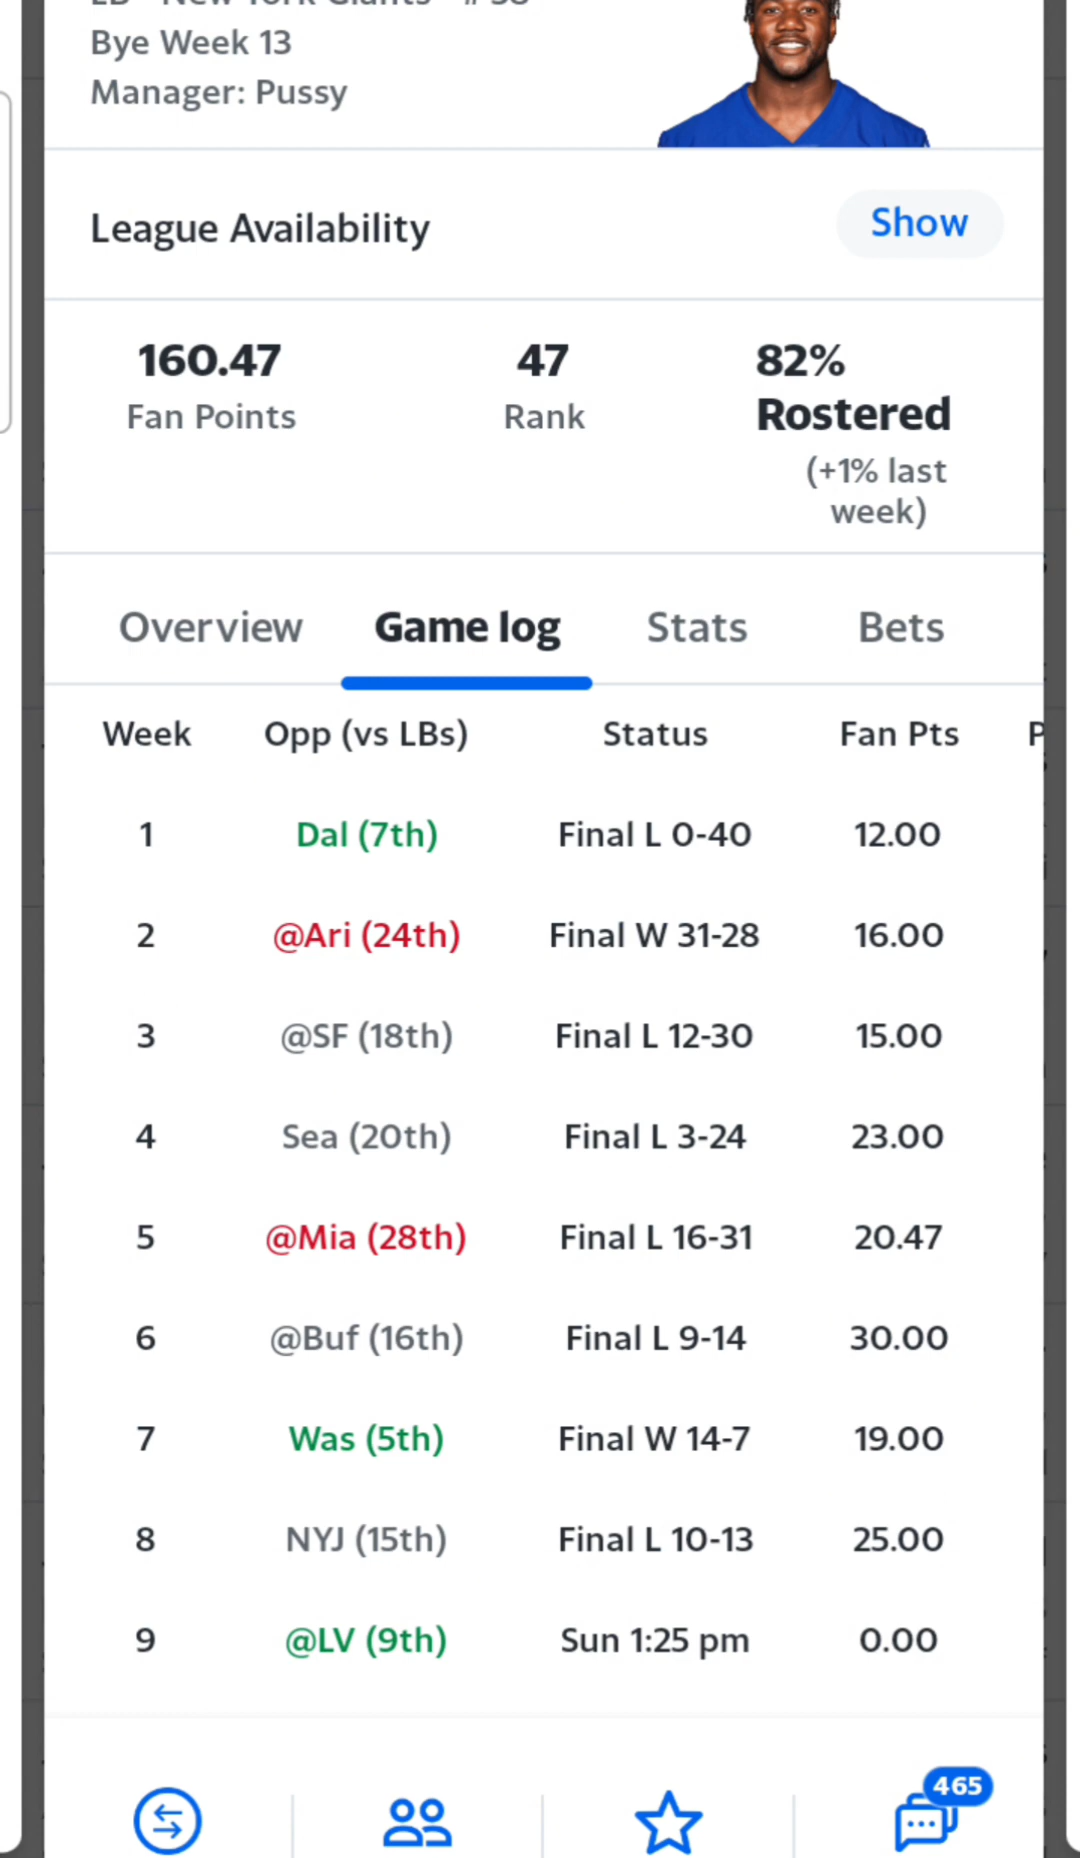 LB - New York Giants - #58
Bye Week 13
Manager: Pussy
League Availability
Show
160.47
Fan Points
47
Rank
82%
Rostered
(+1% last
week)
Overview Game log Stats Bets
Week Opp (vs LBs) Status Fan Pts P
1 Dal (7th) Final L 0-40 12.00
2 @Ari (24th) Final W 31-28 16.00
3 @SF (18th) Final L 12-30 15.00
4 Sea (20th) Final L 3-24 23.00
5 @Mia (28th) Final L 16-31 20.47
6 @Buf (16th) Final L 9-14 30.00
7 Was (5th) Final W 14-7 19.00
8 NYJ (15th) Final L 10-13 25.00
9 @LV (9th) Sun 1:25 pm 0.00
465